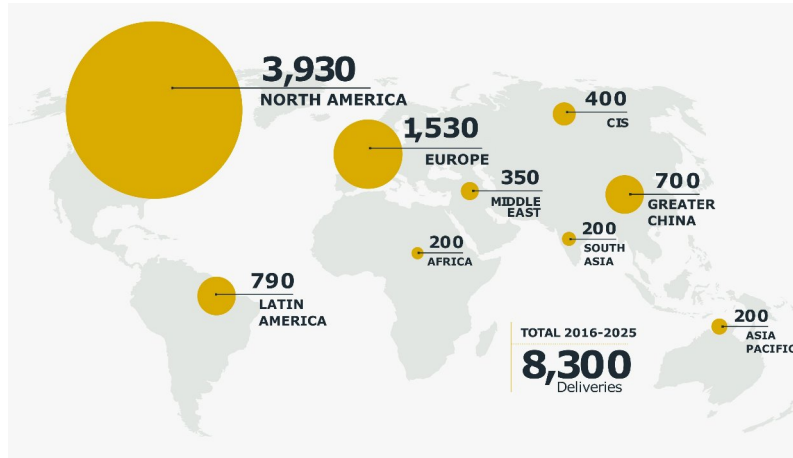 3,930
NORTH AMERICA
1,530
EUROPE
400
CIS
350
MIDDLE
EAST
700
GREATER
CHINA
200
AFRICA
200
SOUTH
ASIA
790
LATIN
AMERICA
200
ASIA
PACIFIC
TOTAL 2016-2025
8,300
Deliveries